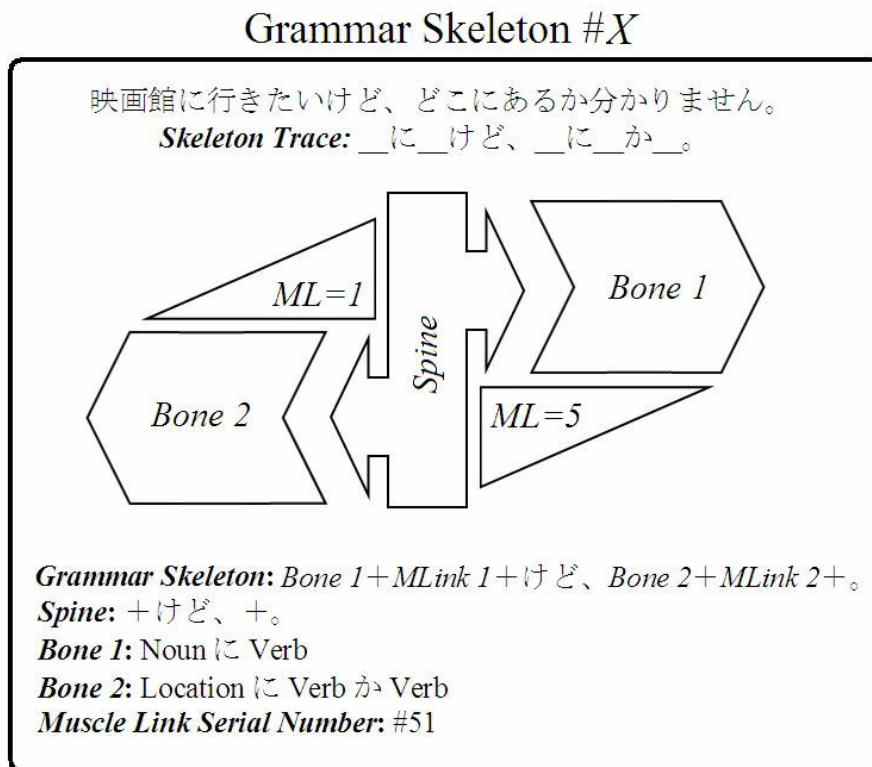 Grammar Skeleton #X
映画館に行きたいけど、どこにあるか分かりません。
Skeleton Trace: __に__けど、__に__か__。
ML=1
Bone 1
Spine
Bone 2
ML=5
Grammar Skeleton: Bone 1+MLink 1+けど、Bone 2+MLink 2+。
Spine: +けど、+。
Bone 1: Noun に Verb
Bone 2: Location に Verb か Verb
Muscle Link Serial Number: #51